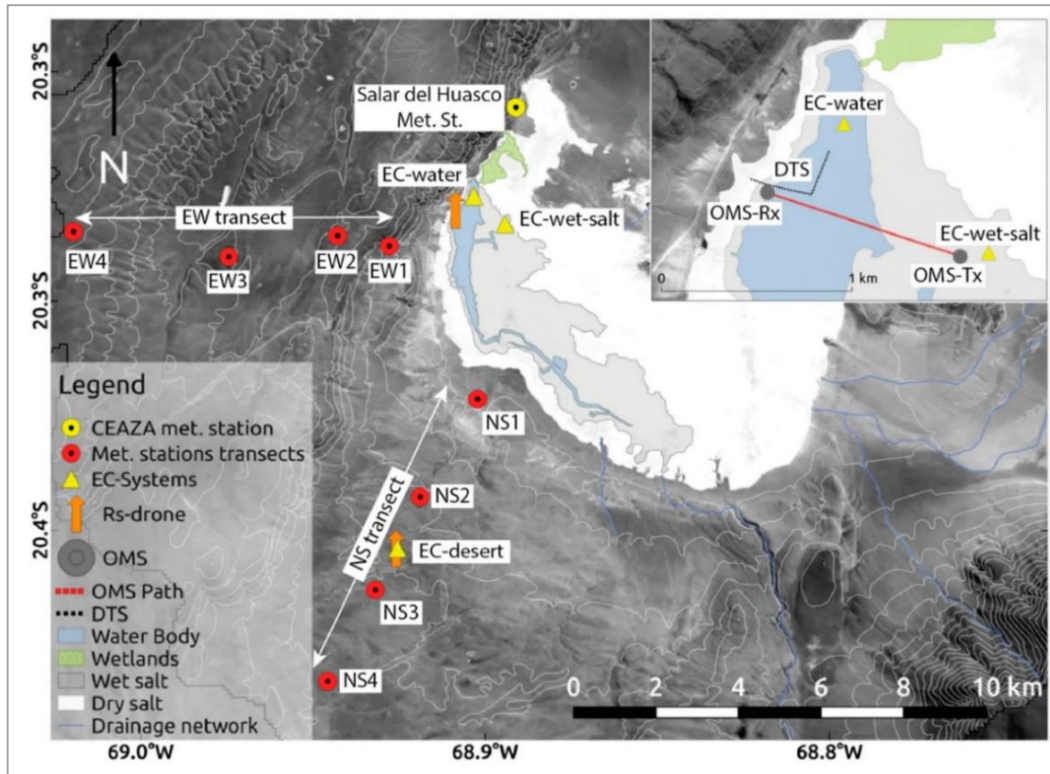 20.3°S
20.3°S
20.4°S
N
Salar del Huasco
Met. St.
EC-water
EC-wet-salt
EW transect
EW4
EW3
EW2
EW1
EC-water
DTS
OMS-Rx
EC-wet-salt
OMS-Tx
0
1 km
NS1
NS2
NS transect
EC-desert
NS3
NS4
Legend
CEAZA met. station
Met. stations transects
EC-Systems
Rs-drone
OMS
OMS Path
DTS
Water Body
Wetlands
Wet salt
Dry salt
Drainage network
0 2 4 6 8 10 km
69.0°W 68.9°W 68.8°W